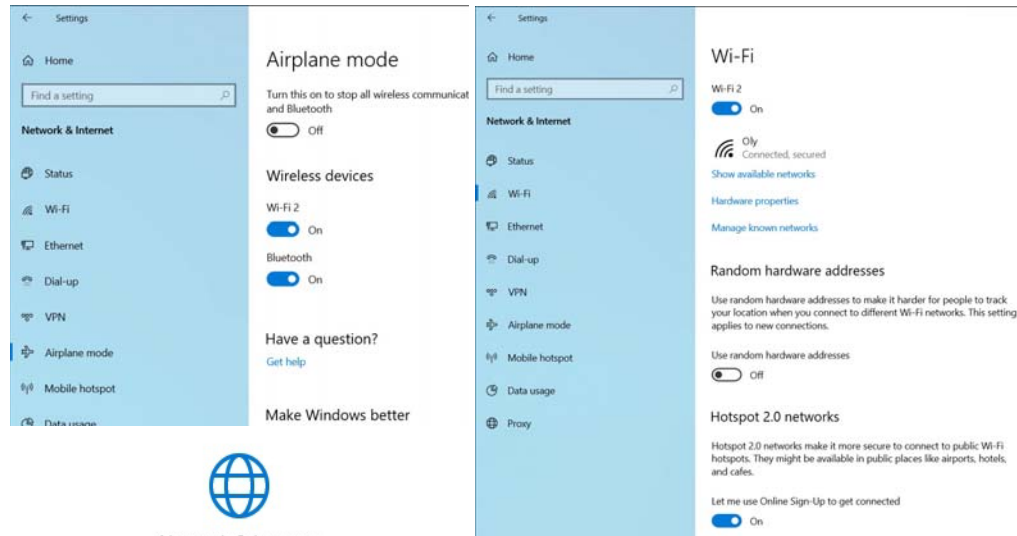 Settings
Home
Find a setting
Network & Internet
Status
Wi-Fi
Ethernet
Dial-up
VPN
Airplane mode
Mobile hotspot
Data usage
Airplane mode
Turn this on to stop all wireless communicat
and Bluetooth
Off
Wireless devices
Wi-Fi 2
On
Bluetooth
On
Have a question?
Get help
Make Windows better
Settings
Home
Find a setting
Network & Internet
Status
Wi-Fi
Ethernet
Dial-up
VPN
Airplane mode
Mobile hotspot
Data usage
Proxy
Wi-Fi
Wi-Fi 2
On
Oly
Connected, secured
Show available networks
Hardware properties
Manage known networks
Random hardware addresses
Use random hardware addresses to make it harder for people to track
your location when you connect to different Wi-Fi networks. This setting
applies to new connections.
Use random hardware addresses
Off
Hotspot 2.0 networks
Hotspot 2.0 networks make it more secure to connect to public Wi-Fi
hotspots. They might be available in public places like airports, hotels,
and cafes.
Let me use Online Sign-Up to get connected
On